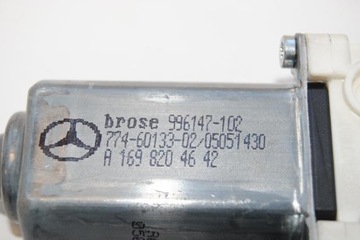 brose 996147-102
774-60133-02/05051430
A 169 820 46 42